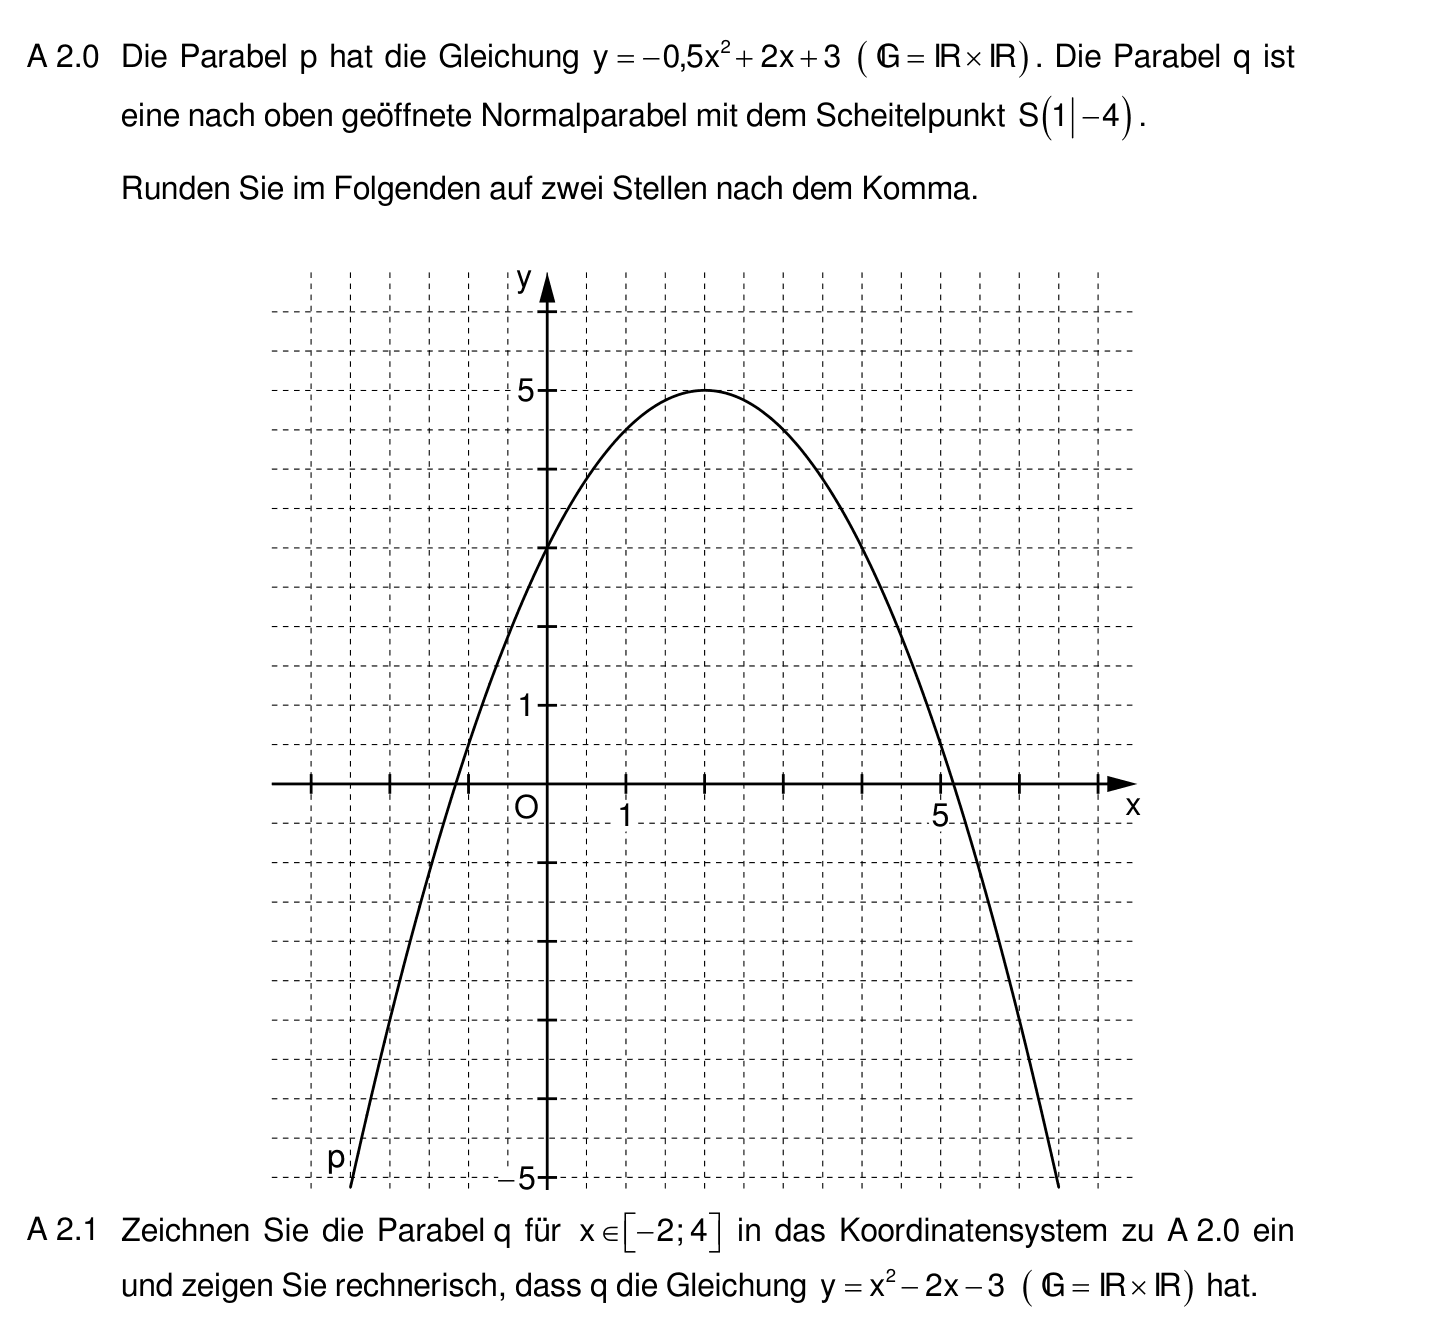 A 2.0 Die Parabel p hat die Gleichung y = −0,5x² + 2x + 3 ( 𝔾 = ℝ × ℝ ) . Die Parabel q ist
eine nach oben geöffnete Normalparabel mit dem Scheitelpunkt S(1|−4) .
Runden Sie im Folgenden auf zwei Stellen nach dem Komma.
y
5
1
O
1
5
x
p
−5
A 2.1 Zeichnen Sie die Parabel q für x ∈ [−2; 4] in das Koordinatensystem zu A 2.0 ein
und zeigen Sie rechnerisch, dass q die Gleichung y = x² − 2x − 3 ( 𝔾 = ℝ × ℝ ) hat.